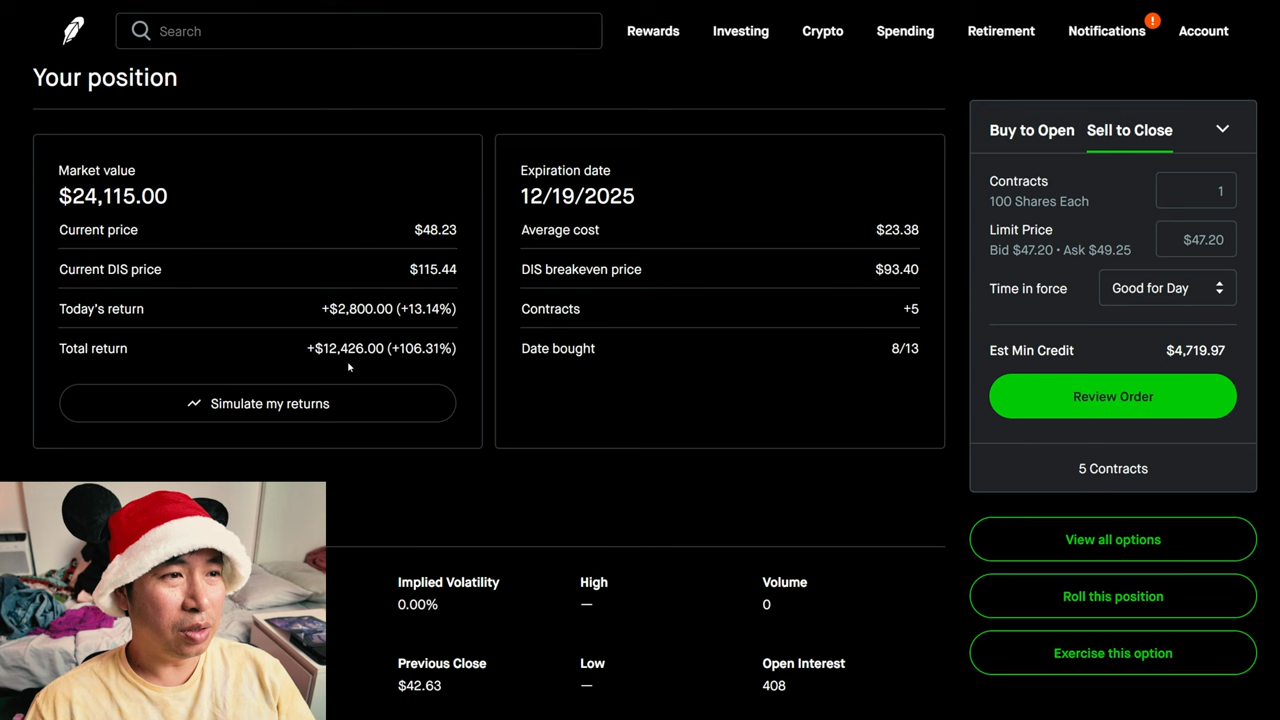 Search
Rewards
Investing
Crypto
Spending
Retirement
Notifications
!
Account
Your position
Market value
$24,115.00
Current price $48.23
Current DIS price $115.44
Today's return +$2,800.00 (+13.14%)
Total return +$12,426.00 (+106.31%)
Simulate my returns
Expiration date
12/19/2025
Average cost $23.38
DIS breakeven price $93.40
Contracts +5
Date bought 8/13
Buy to Open Sell to Close
Contracts 1
100 Shares Each
Limit Price $47.20
Bid $47.20 • Ask $49.25
Time in force Good for Day
Est Min Credit $4,719.97
Review Order
5 Contracts
View all options
Roll this position
Exercise this option
Implied Volatility
0.00%
High
—
Volume
0
Previous Close
$42.63
Low
—
Open Interest
408